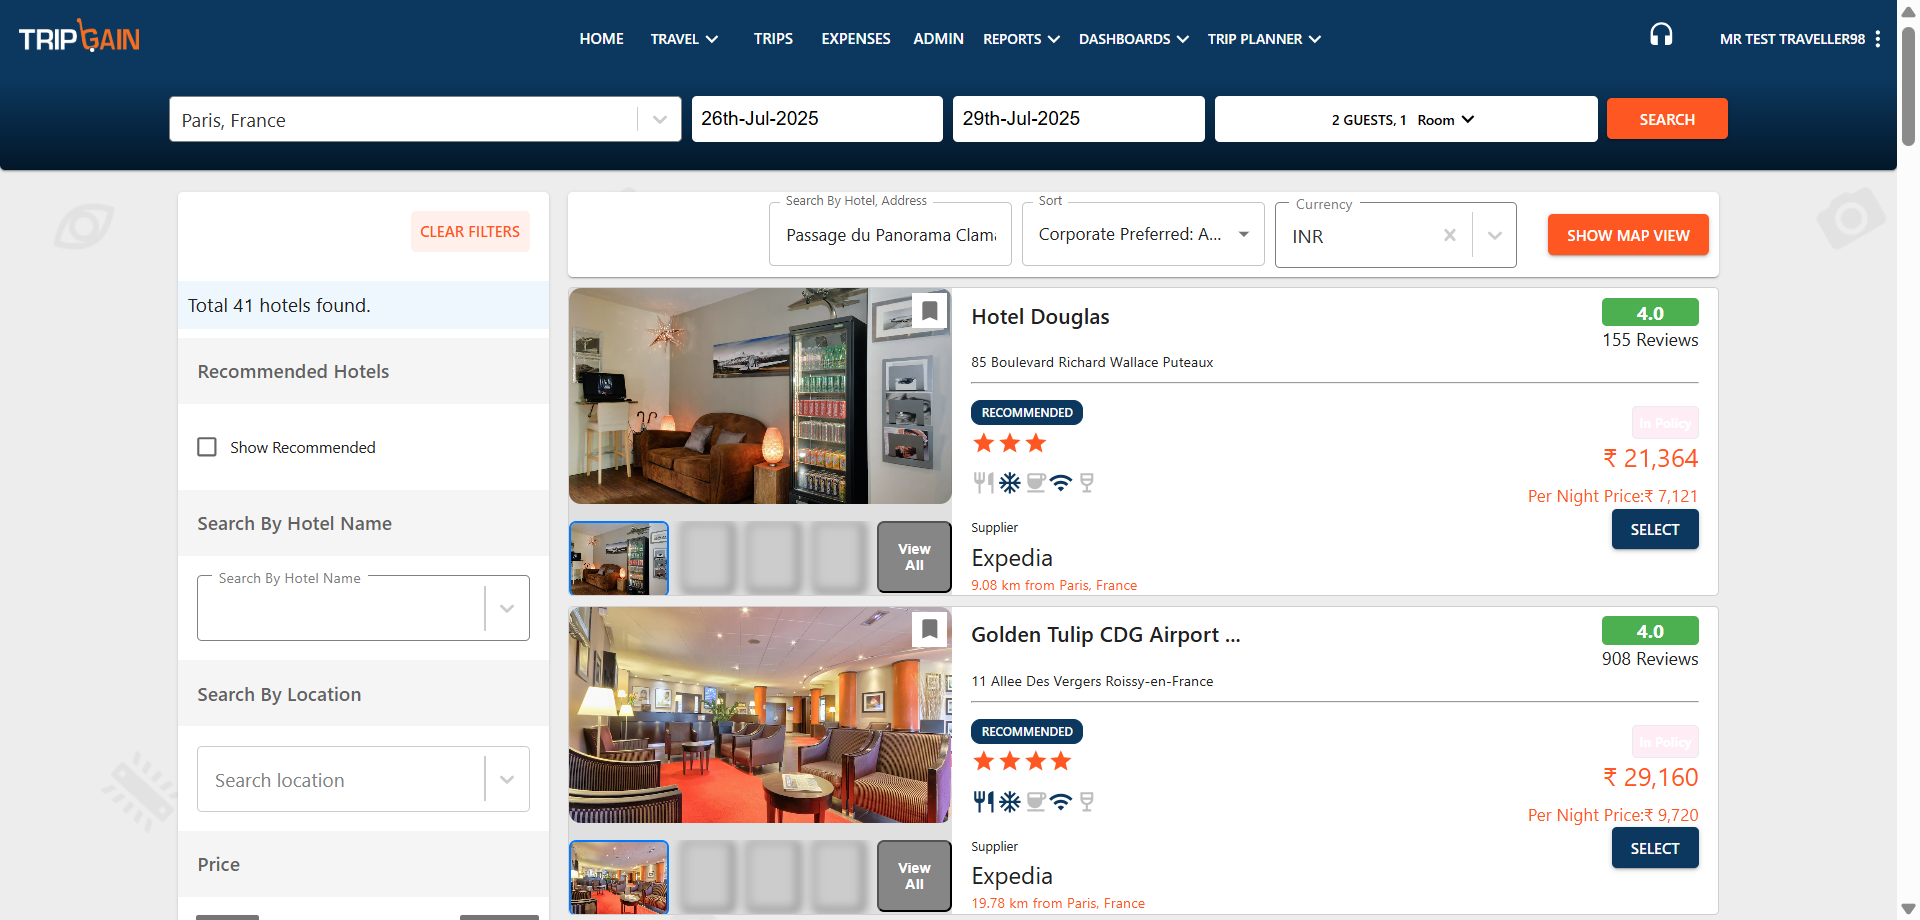 TRIPGAIN
HOME
TRAVEL
TRIPS
EXPENSES
ADMIN
REPORTS
DASHBOARDS
TRIP PLANNER
MR TEST TRAVELLER98
Paris, France
26th-Jul-2025
29th-Jul-2025
2 GUESTS, 1 Room
SEARCH
CLEAR FILTERS
Total 41 hotels found.
Recommended Hotels
Show Recommended
Search By Hotel Name
Search By Hotel Name
Search By Location
Search location
Price
Search By Hotel, Address
Passage du Panorama Clama
Sort
Corporate Preferred: A...
Currency
INR
SHOW MAP VIEW
Hotel Douglas
4.0
155 Reviews
85 Boulevard Richard Wallace Puteaux
RECOMMENDED
In Policy
₹ 21,364
Per Night Price:₹ 7,121
SELECT
Supplier
Expedia
9.08 km from Paris, France
View
All
Golden Tulip CDG Airport ...
4.0
908 Reviews
11 Allee Des Vergers Roissy-en-France
RECOMMENDED
In Policy
₹ 29,160
Per Night Price:₹ 9,720
SELECT
Supplier
Expedia
19.78 km from Paris, France
View
All